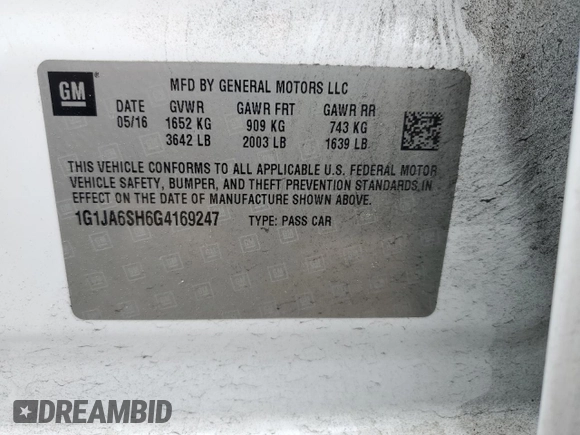 GM
MFD BY GENERAL MOTORS LLC
DATE GVWR GAWR FRT GAWR RR
05/16 1652 KG 909 KG 743 KG
3642 LB 2003 LB 1639 LB
THIS VEHICLE CONFORMS TO ALL APPLICABLE U.S. FEDERAL MOTOR
VEHICLE SAFETY, BUMPER, AND THEFT PREVENTION STANDARDS IN
EFFECT ON THE DATE OF MANUFACTURE SHOWN ABOVE.
1G1JA6SH6G4169247 TYPE: PASS CAR
DREAMBID